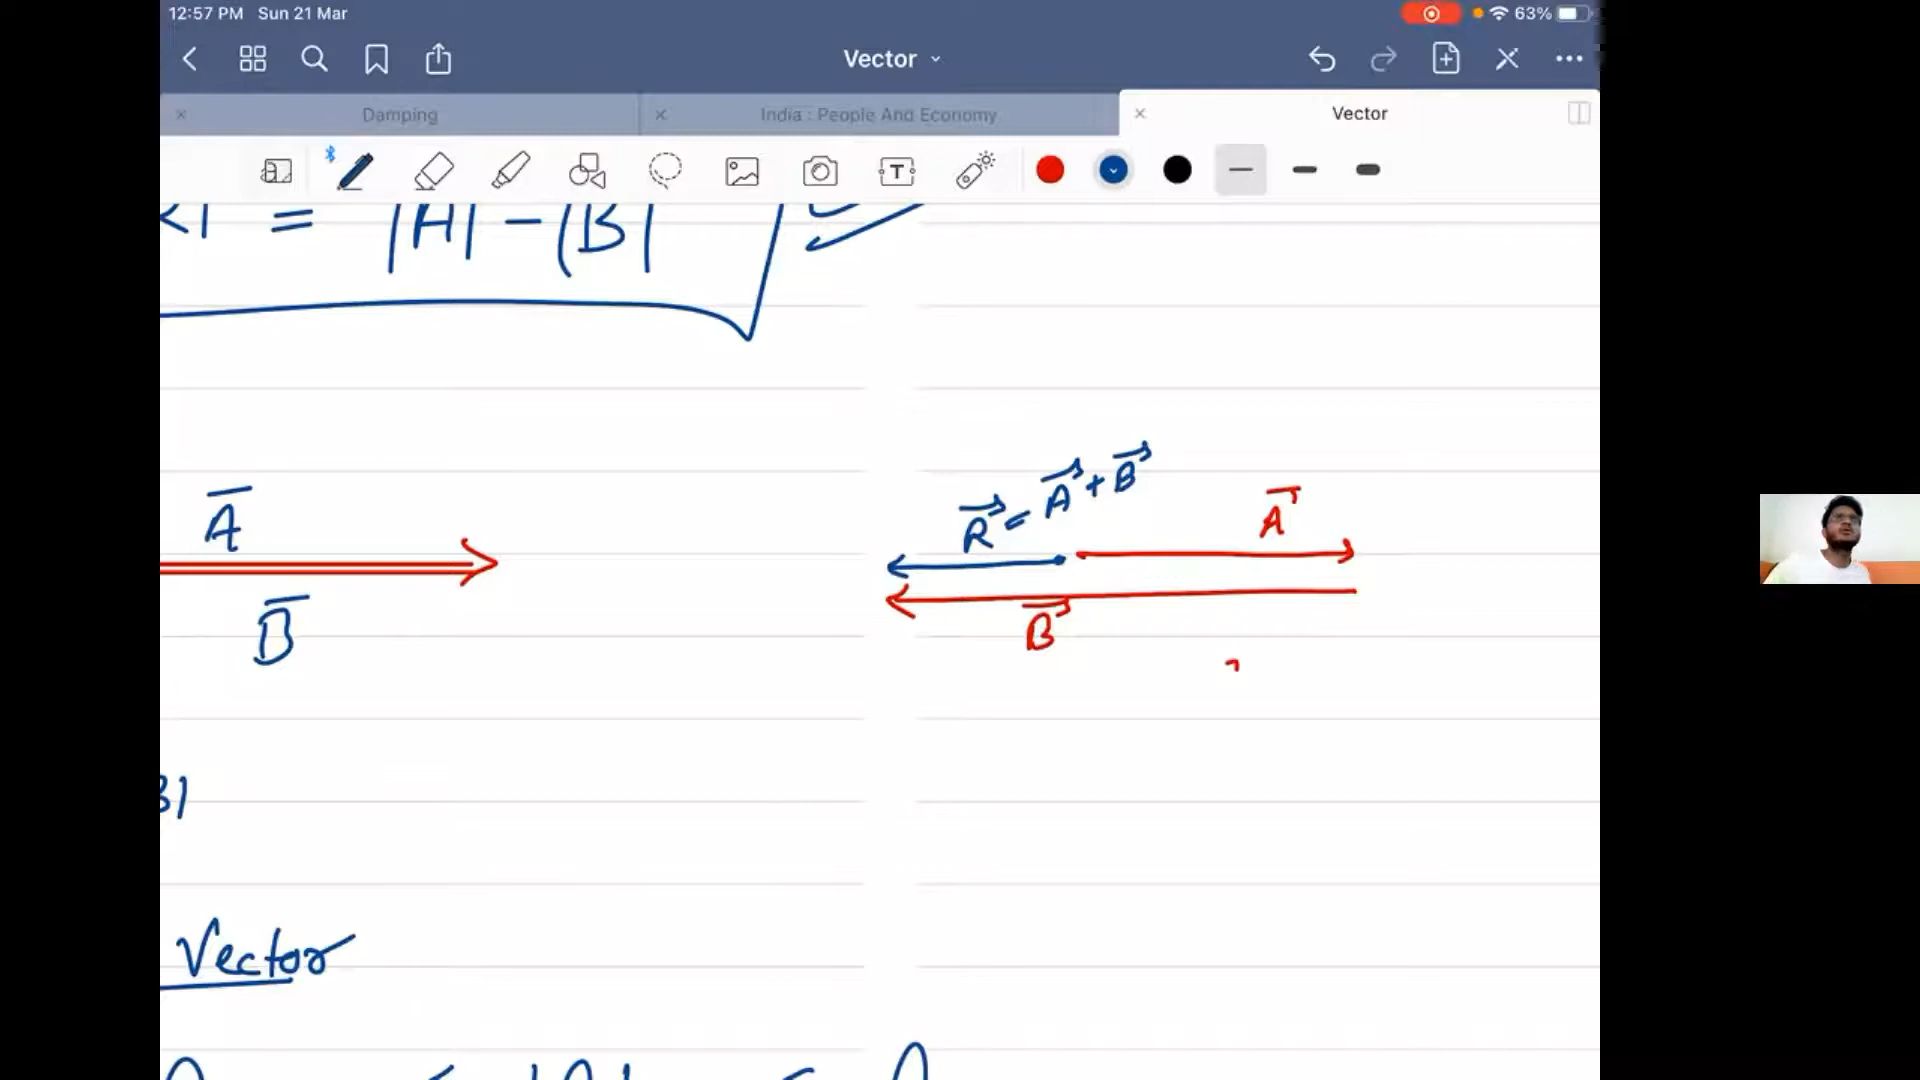 12:57 PM Sun 21 Mar
63%
Vector
Damping
India : People And Economy
Vector
T
= |A| - |B|
A
B
R = A + B
A
B
Vector